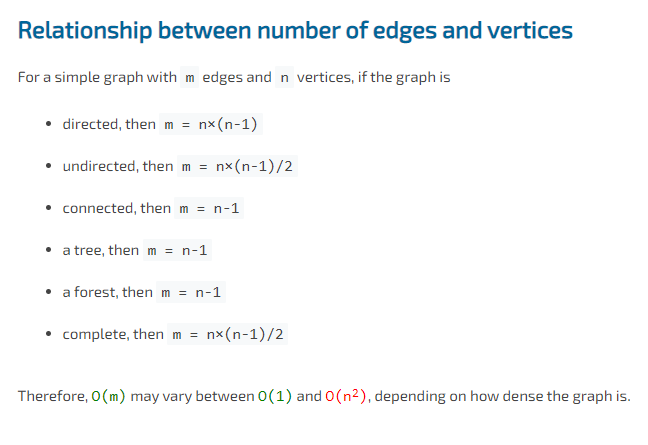 Relationship between number of edges and vertices
For a simple graph with m edges and n vertices, if the graph is
• directed, then m = n×(n-1)
• undirected, then m = n×(n-1)/2
• connected, then m = n-1
• a tree, then m = n-1
• a forest, then m = n-1
• complete, then m = n×(n-1)/2
Therefore, O(m) may vary between O(1) and O(n²), depending on how dense the graph is.